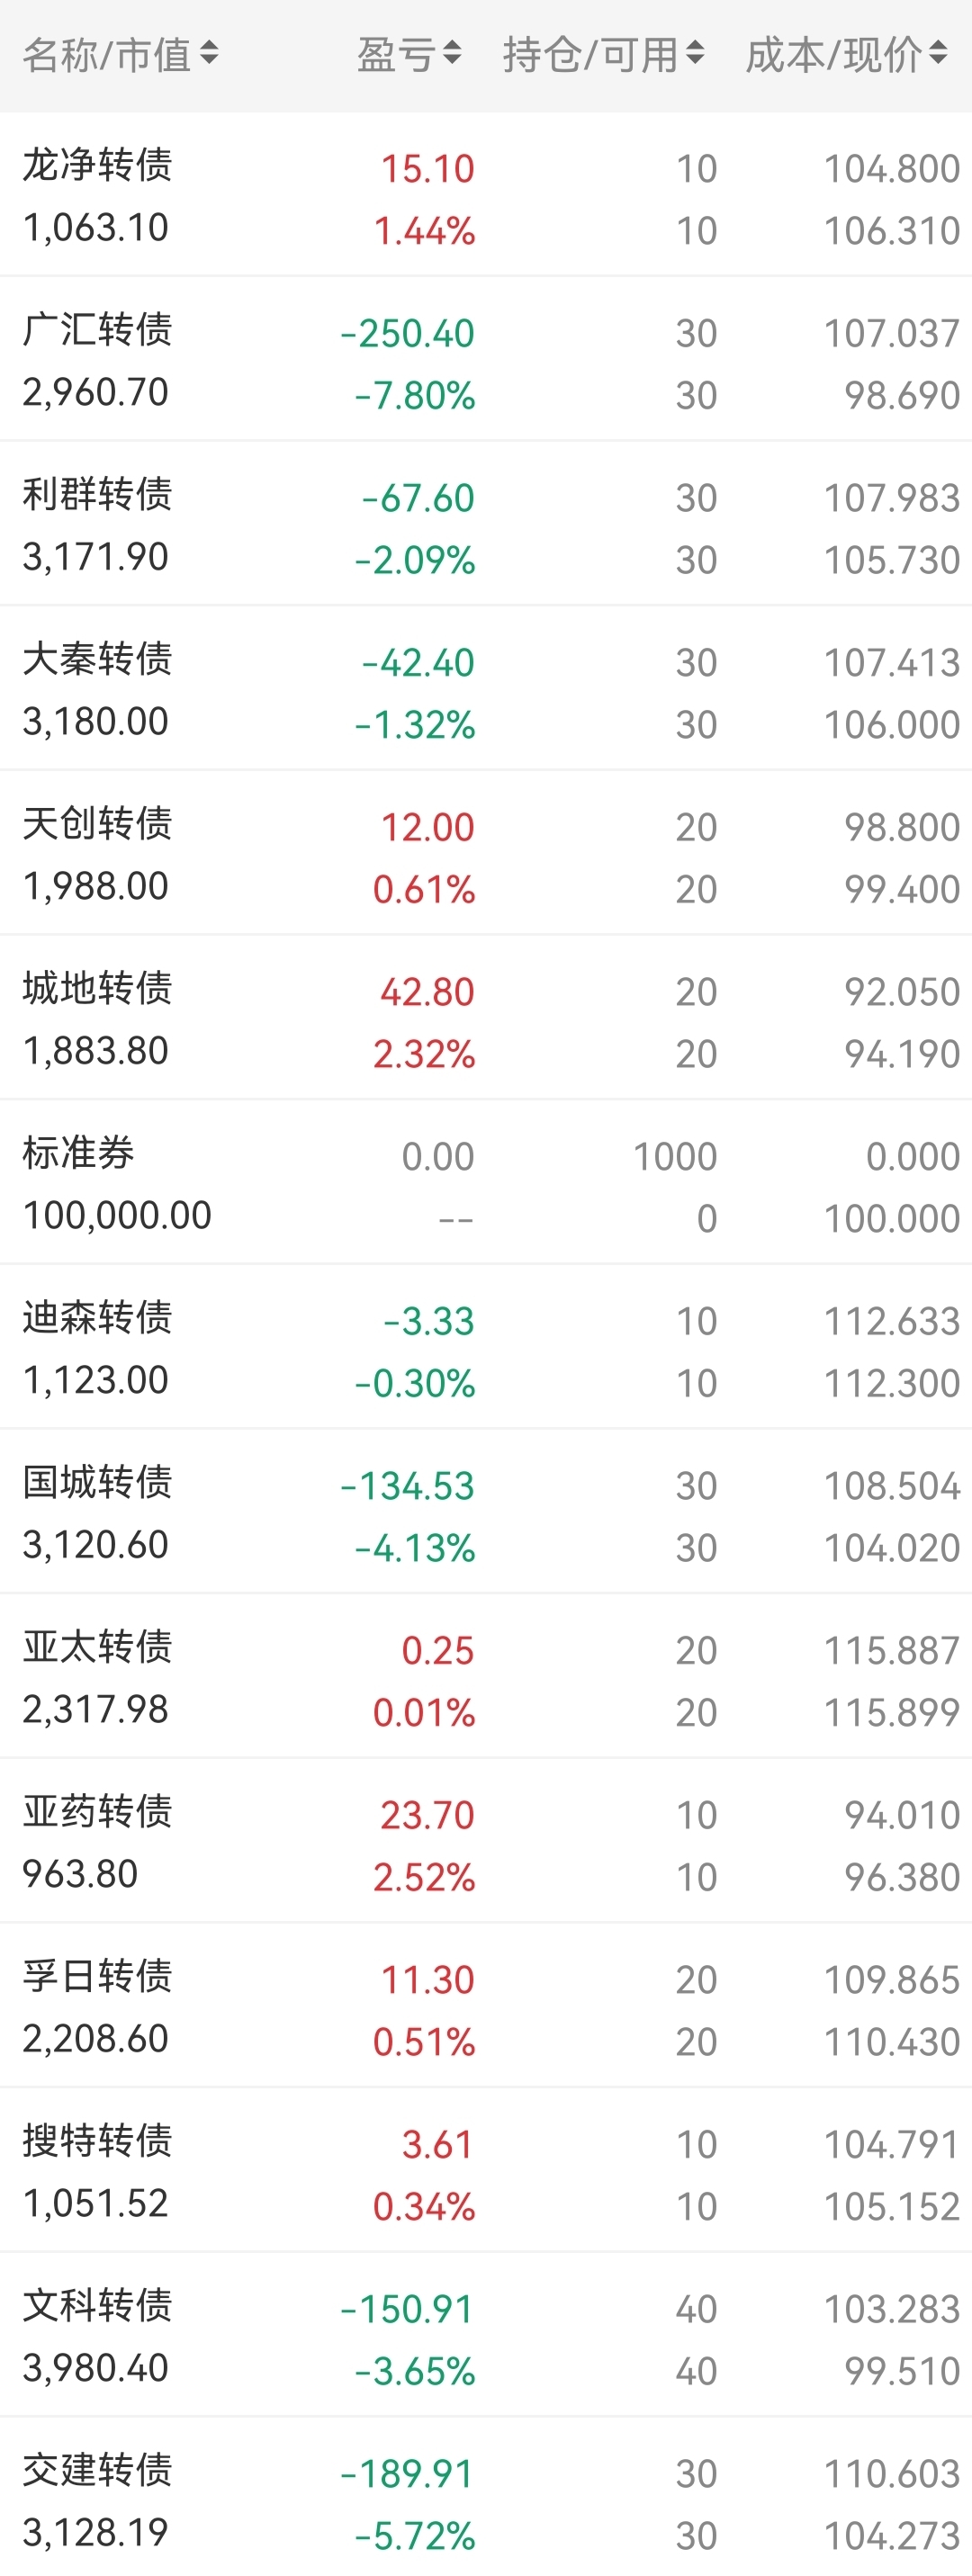 名称/市值 盈亏 持仓/可用 成本/现价
龙净转债 15.10 10 104.800
1,063.10 1.44% 10 106.310
广汇转债 -250.40 30 107.037
2,960.70 -7.80% 30 98.690
利群转债 -67.60 30 107.983
3,171.90 -2.09% 30 105.730
大秦转债 -42.40 30 107.413
3,180.00 -1.32% 30 106.000
天创转债 12.00 20 98.800
1,988.00 0.61% 20 99.400
城地转债 42.80 20 92.050
1,883.80 2.32% 20 94.190
标准券 0.00 1000 0.000
100,000.00 -- 0 100.000
迪森转债 -3.33 10 112.633
1,123.00 -0.30% 10 112.300
国城转债 -134.53 30 108.504
3,120.60 -4.13% 30 104.020
亚太转债 0.25 20 115.887
2,317.98 0.01% 20 115.899
亚药转债 23.70 10 94.010
963.80 2.52% 10 96.380
孚日转债 11.30 20 109.865
2,208.60 0.51% 20 110.430
搜特转债 3.61 10 104.791
1,051.52 0.34% 10 105.152
文科转债 -150.91 40 103.283
3,980.40 -3.65% 40 99.510
交建转债 -189.91 30 110.603
3,128.19 -5.72% 30 104.273